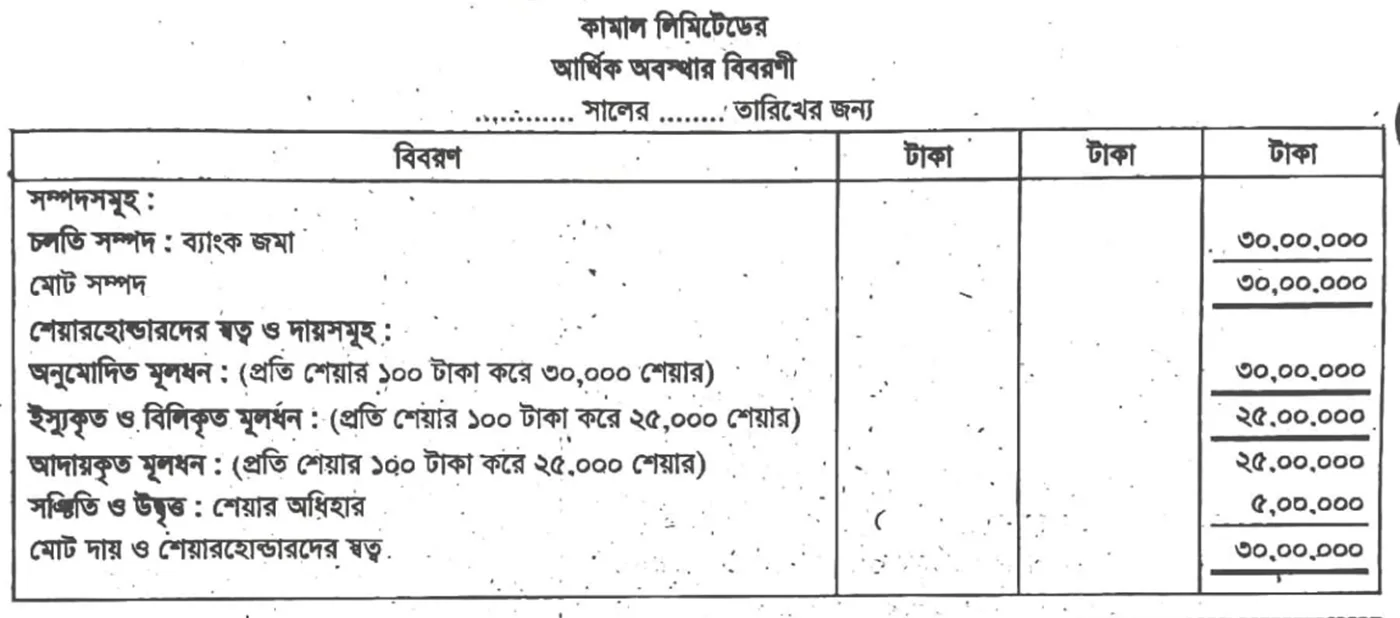 কামাল লিমিটেডের
আর্থিক অবস্থার বিবরণী
............ সালের ........ তারিখের জন্য
বিবরণ টাকা টাকা টাকা
সম্পদসমূহ :
চলতি সম্পদ : ব্যাংক জমা ৩০,০০,০০০
মোট সম্পদ ৩০,০০,০০০
শেয়ারহোল্ডারদের স্বত্ব ও দায়সমূহ :
অনুমোদিত মূলধন : (প্রতি শেয়ার ১০০ টাকা করে ৩০,০০০ শেয়ার) ৩০,০০,০০০
ইস্যুকৃত ও বিলিকৃত মূলধন : (প্রতি শেয়ার ১০০ টাকা করে ২৫,০০০ শেয়ার) ২৫,০০,০০০
আদায়কৃত মূলধন : (প্রতি শেয়ার ১০০ টাকা করে ২৫,০০০ শেয়ার) ২৫,০০,০০০
সঞ্চিতি ও উদ্বৃত্ত : শেয়ার অধিহার ৫,০০,০০০
মোট দায় ও শেয়ারহোল্ডারদের স্বত্ব ৩০,০০,০০০